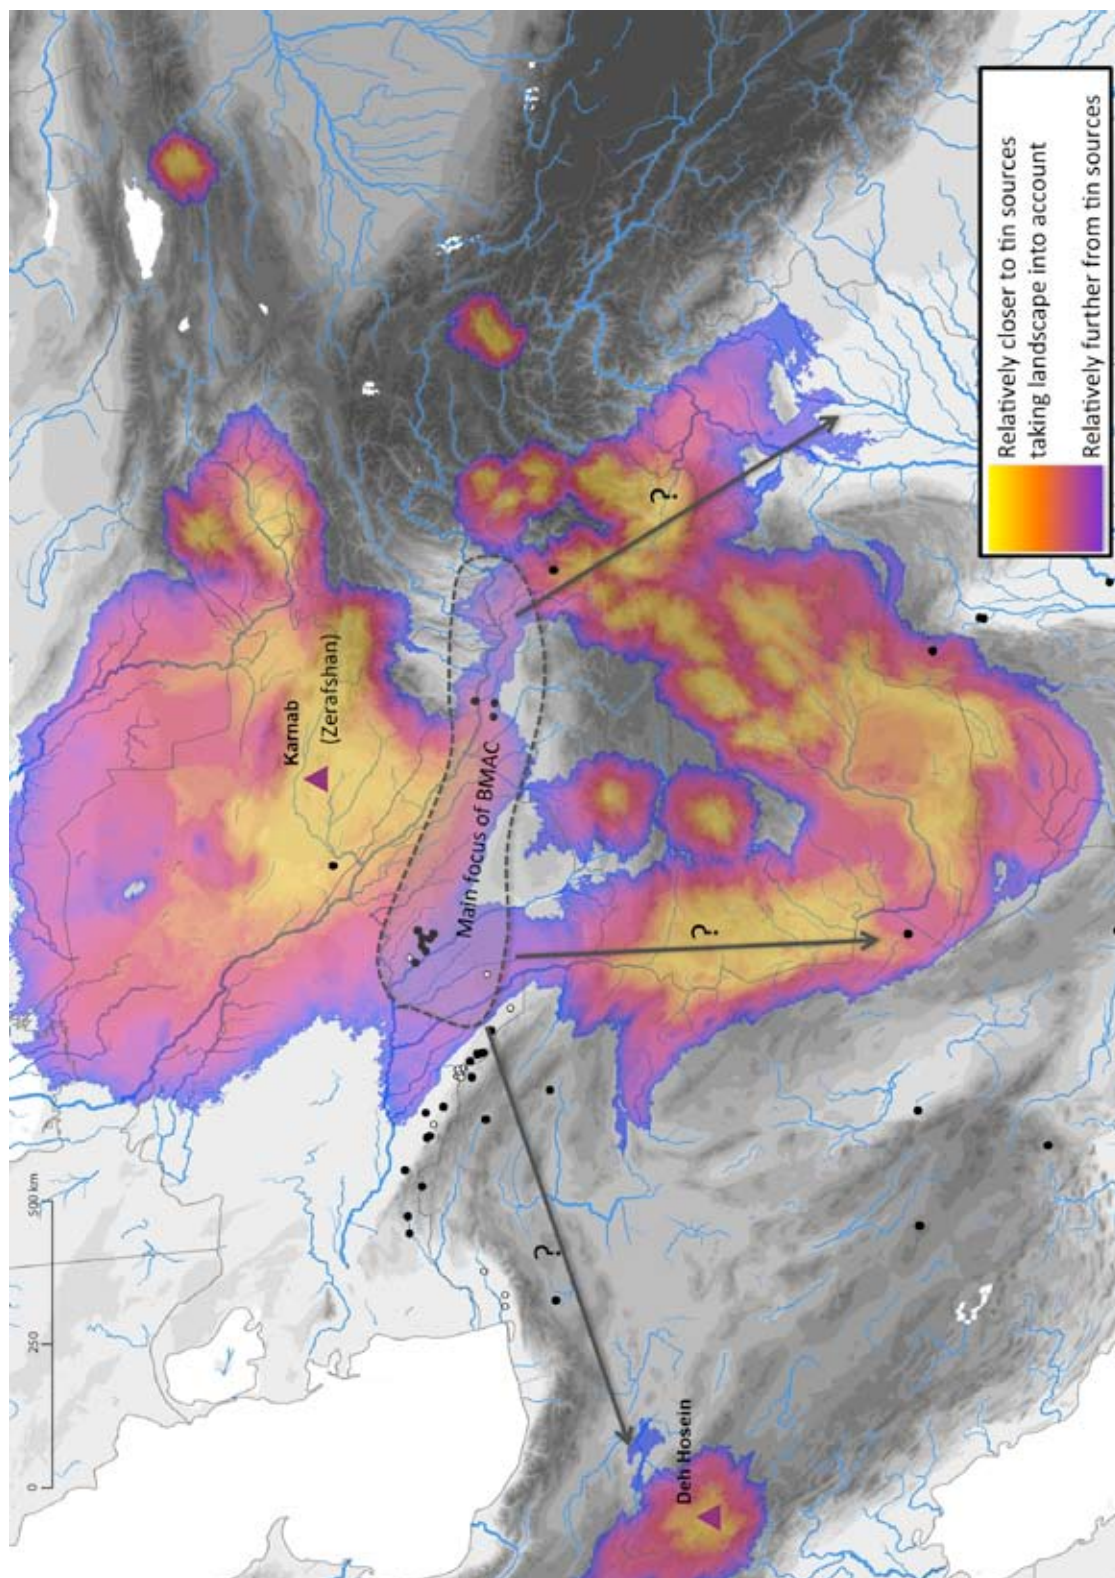 0 250 500 km
Karnab
(Zerafshan)
Main focus of BMAC
?
?
?
Deh Hosein
Relatively closer to tin sources
taking landscape into account
Relatively further from tin sources